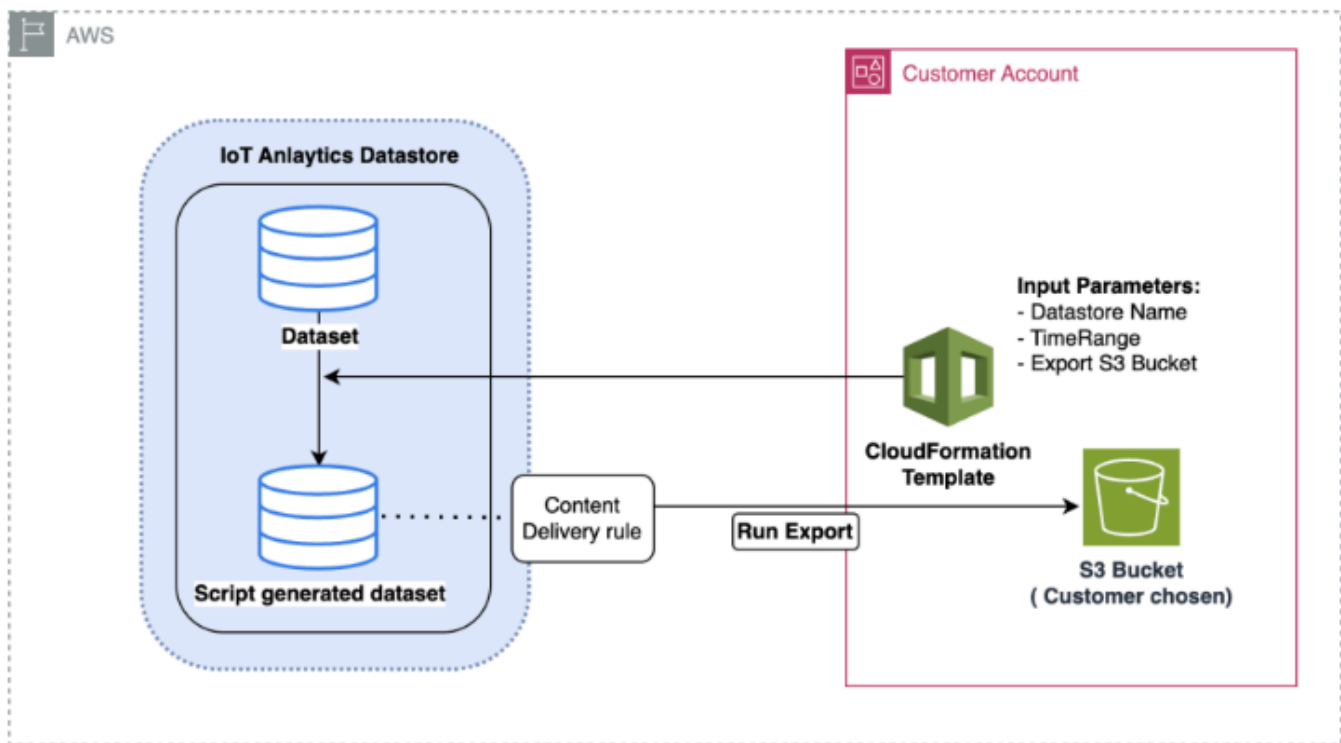 AWS
Customer Account
IoT Anlaytics Datastore
Dataset
Input Parameters:
- Datastore Name
- TimeRange
- Export S3 Bucket
CloudFormation
Template
Content
Delivery rule
Run Export
Script generated dataset
S3 Bucket
( Customer chosen)